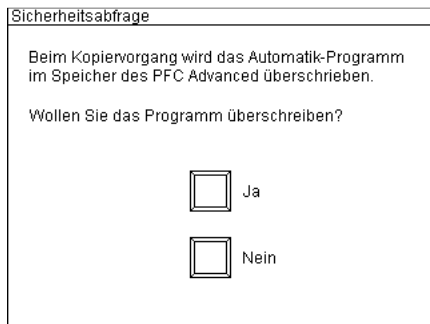 Sicherheitsabfrage
Beim Kopiervorgang wird das Automatik-Programm
im Speicher des PFC Advanced überschrieben.
Wollen Sie das Programm überschreiben?
Ja
Nein